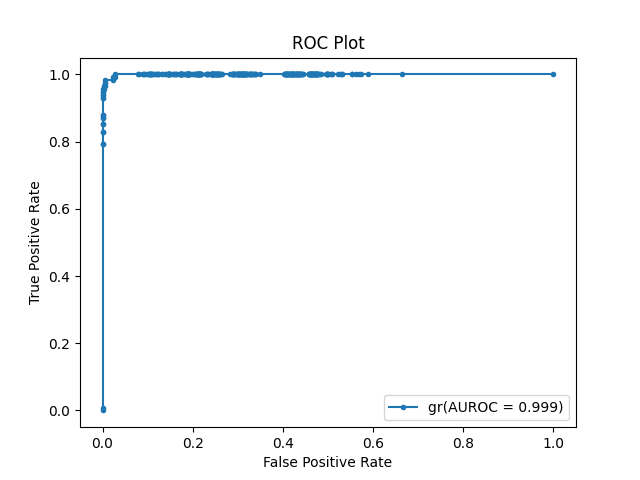 ROC Plot
1.0
0.8
0.6
0.4
0.2
0.0
True Positive Rate
gr(AUROC = 0.999)
0.0 0.2 0.4 0.6 0.8 1.0
False Positive Rate